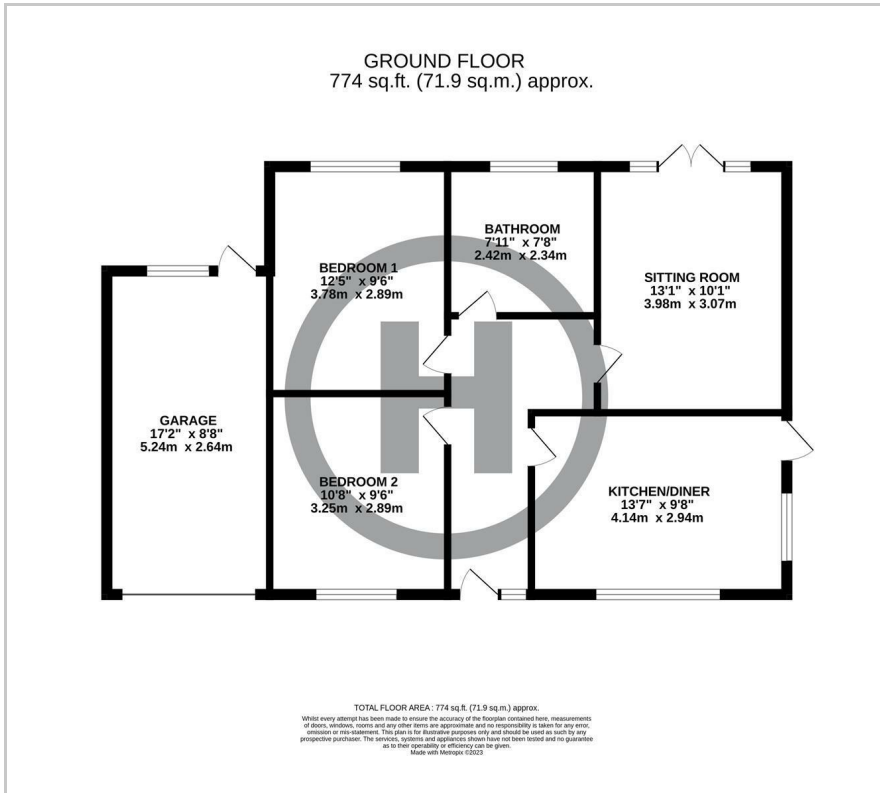 GROUND FLOOR
774 sq.ft. (71.9 sq.m.) approx.
BATHROOM
7'11" x 7'8"
2.42m x 2.34m
BEDROOM 1
12'5" x 9'6"
3.78m x 2.89m
SITTING ROOM
13'1" x 10'1"
3.98m x 3.07m
GARAGE
17'2" x 8'8"
5.24m x 2.64m
BEDROOM 2
10'8" x 9'6"
3.25m x 2.89m
KITCHEN/DINER
13'7" x 9'8"
4.14m x 2.94m
H
TOTAL FLOOR AREA : 774 sq.ft. (71.9 sq.m.) approx.
Whilst every attempt has been made to ensure the accuracy of the floorplan contained here, measurements
of doors, windows, rooms and any other items are approximate and no responsibility is taken for any error,
omission or mis-statement. This plan is for illustrative purposes only and should be used as such by any
prospective purchaser. The services, systems and appliances shown have not been tested and no guarantee
as to their operability or efficiency can be given.
Made with Metropix ©2023